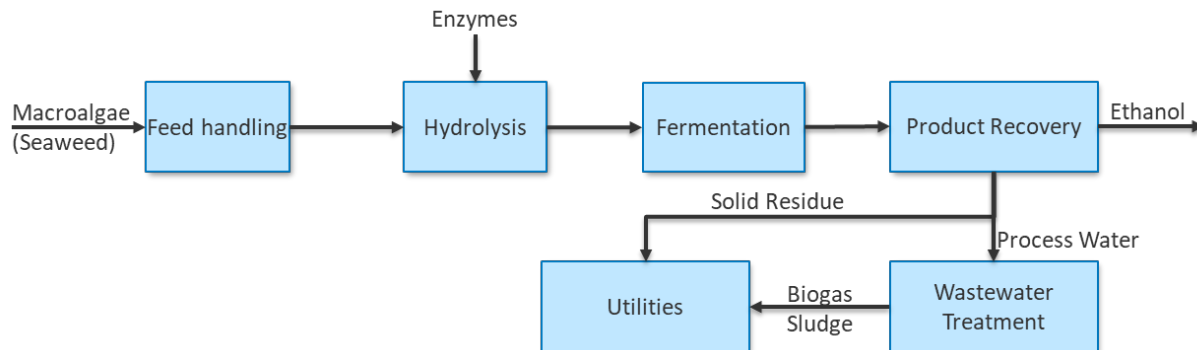 Enzymes
Macroalgae
(Seaweed)
Feed handling
Hydrolysis
Fermentation
Product Recovery
Ethanol
Solid Residue
Process Water
Utilities
Biogas
Sludge
Wastewater
Treatment